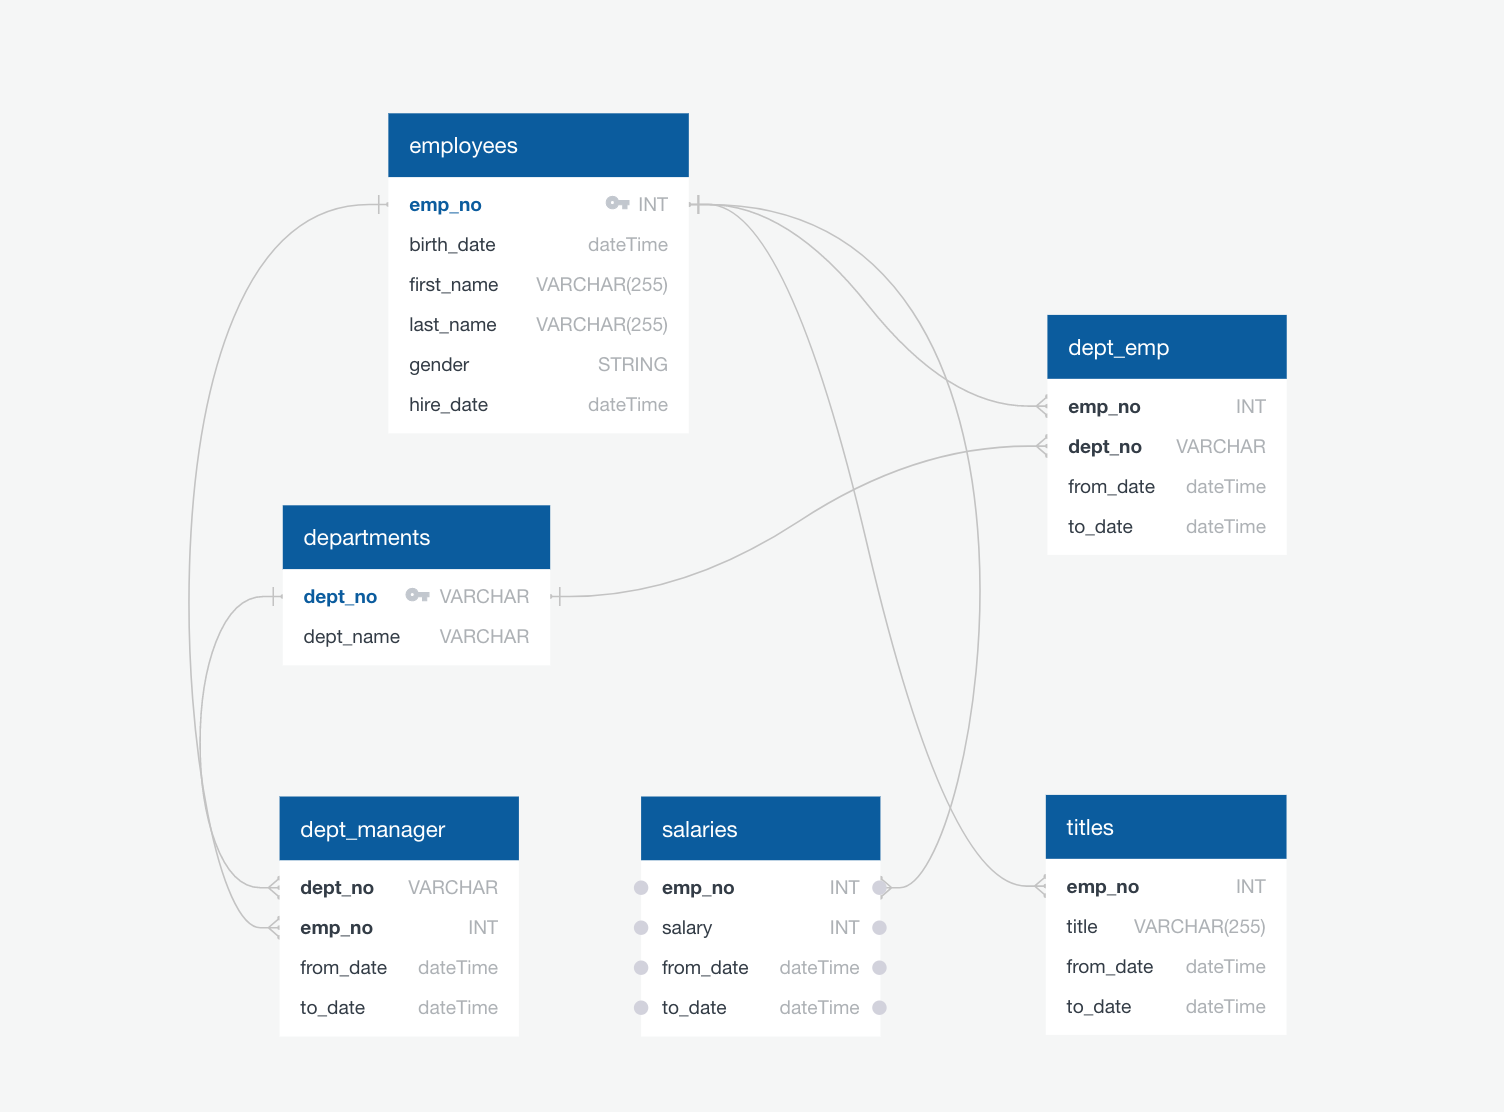 employees
emp_no INT
birth_date dateTime
first_name VARCHAR(255)
last_name VARCHAR(255)
gender STRING
hire_date dateTime
dept_emp
emp_no INT
dept_no VARCHAR
from_date dateTime
to_date dateTime
departments
dept_no VARCHAR
dept_name VARCHAR
dept_manager
dept_no VARCHAR
emp_no INT
from_date dateTime
to_date dateTime
salaries
emp_no INT
salary INT
from_date dateTime
to_date dateTime
titles
emp_no INT
title VARCHAR(255)
from_date dateTime
to_date dateTime